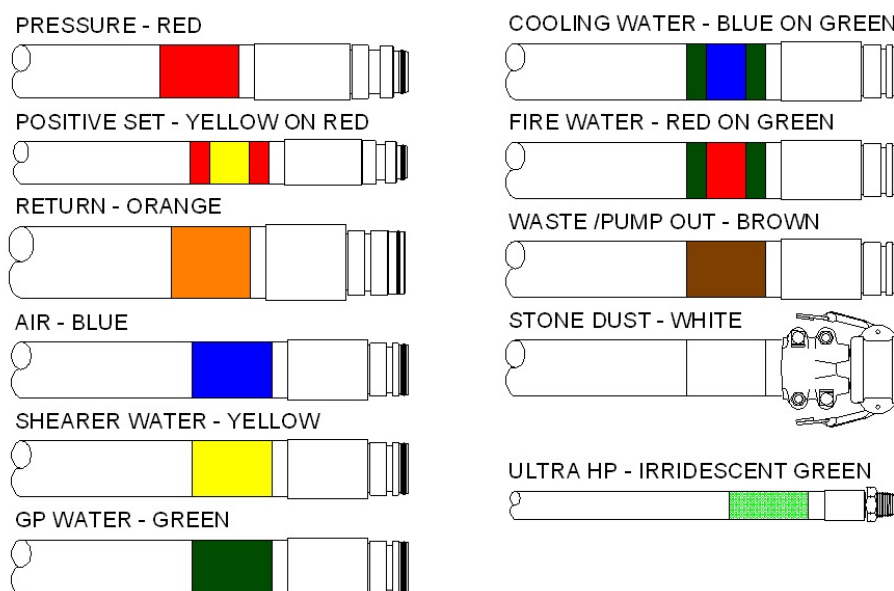 PRESSURE - RED
POSITIVE SET - YELLOW ON RED
RETURN - ORANGE
AIR - BLUE
SHEARER WATER - YELLOW
GP WATER - GREEN
COOLING WATER - BLUE ON GREEN
FIRE WATER - RED ON GREEN
WASTE /PUMP OUT - BROWN
STONE DUST - WHITE
ULTRA HP - IRRIDESCENT GREEN